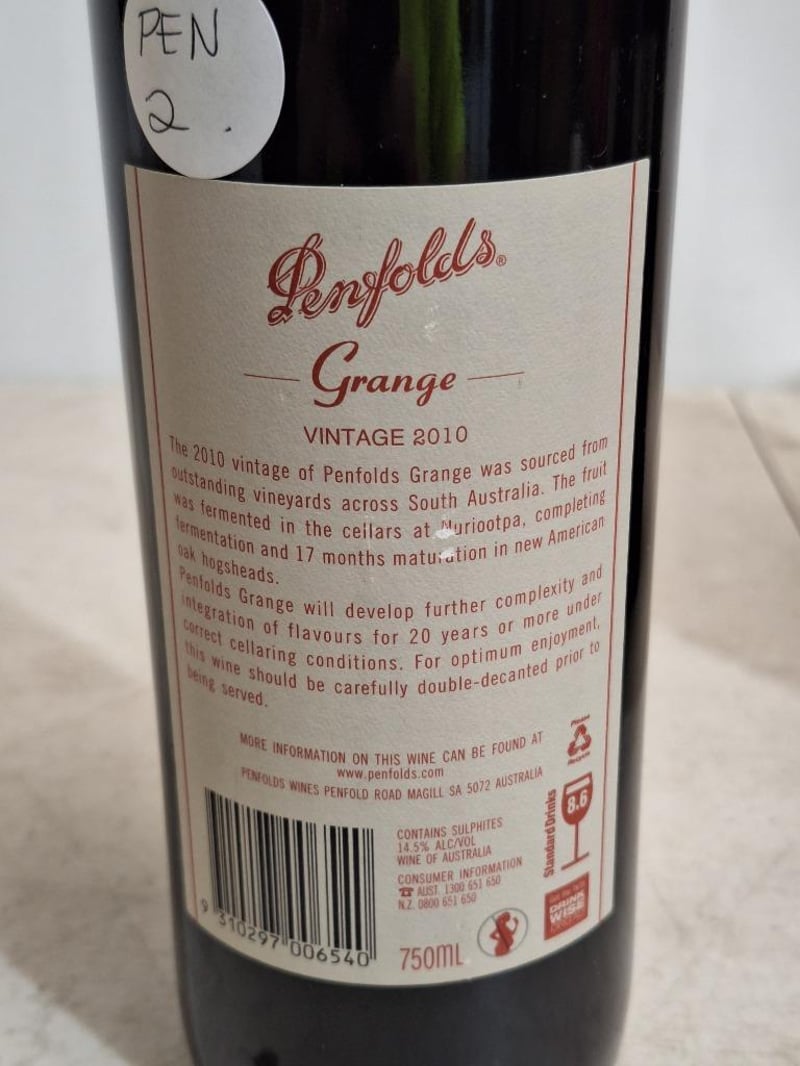 PEN
2.
Penfolds®
Grange
VINTAGE 2010
The 2010 vintage of Penfolds Grange was sourced from
outstanding vineyards across South Australia. The fruit
was fermented in the cellars at Nuriootpa, completing
fermentation and 17 months maturation in new American
oak hogsheads.
Penfolds Grange will develop further complexity and
integration of flavours for 20 years or more under
correct cellaring conditions. For optimum enjoyment,
this wine should be carefully double-decanted prior to
being served.
MORE INFORMATION ON THIS WINE CAN BE FOUND AT
www.penfolds.com
PENFOLDS WINES PENFOLD ROAD MAGILL SA 5072 AUSTRALIA
Please
Recycle
8.6
Standard Drinks
CONTAINS SULPHITES
14.5% ALC/VOL
WINE OF AUSTRALIA
CONSUMER INFORMATION
☎ AUST. 1300 651 650
N.Z. 0800 651 650
9 310297 006540
750ML
DRINK
WISE